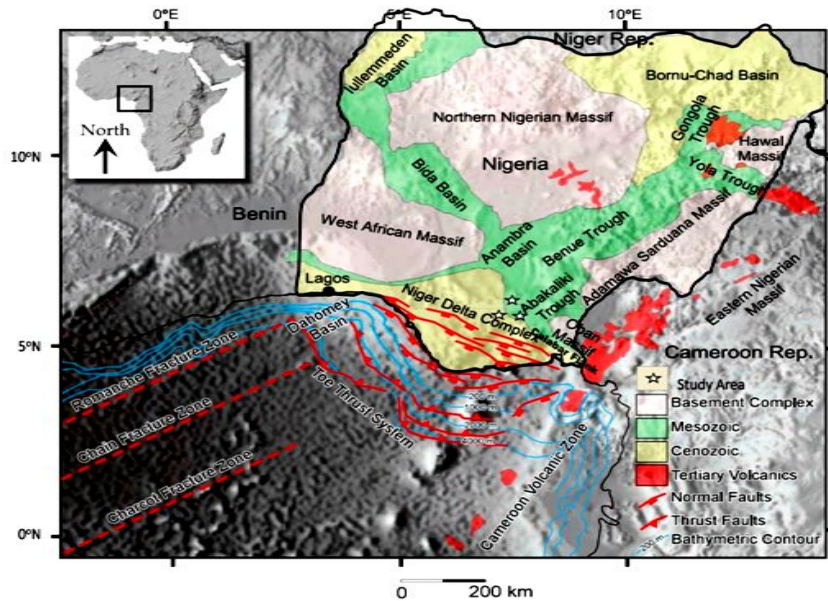 0°E
5°E
10°E
Niger Rep.
Iullemmeden
Basin
Bornu-Chad Basin
North
Northern Nigerian Massif
Gongola
Trough
Hawal
Massif
10°N
Nigeria
Bida Basin
Yola Trough
Benin
West African Massif
Anambra
Basin
Benue Trough
Adamawa Sarduana Massif
Lagos
Abakaliki
Trough
Eastern Nigerian
Massif
Niger Delta Complex
Dahomey
Basin
Oban
Massif
Calabar Flank
5°N
Cameroon Rep.
Romanche Fracture Zone
Toe Thrust System
Study Area
Basement Complex
Chain Fracture Zone
Mesozoic
Cenozoic
Charcot Fracture Zone
Cameroon Volcanic Zone
Tertiary Volcanics
Normal Faults
Thrust Faults
0°N
Bathymetric Contour
0
200 km